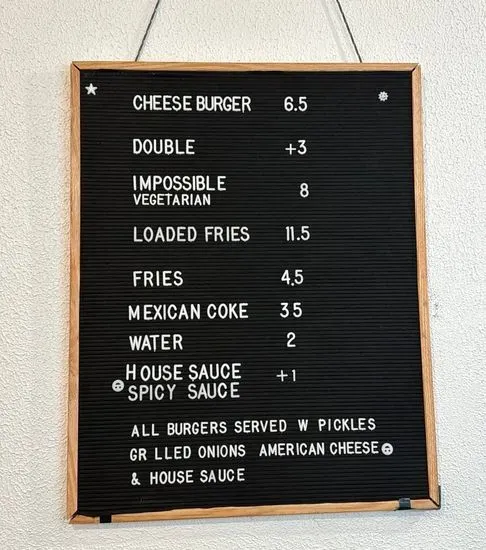 CHEESE BURGER 6.5
DOUBLE +3
IMPOSSIBLE 8
VEGETARIAN
LOADED FRIES 11.5
FRIES 4.5
MEXICAN COKE 35
WATER 2
HOUSE SAUCE +1
SPICY SAUCE
ALL BURGERS SERVED W PICKLES
GR LLED ONIONS AMERICAN CHEESE
& HOUSE SAUCE